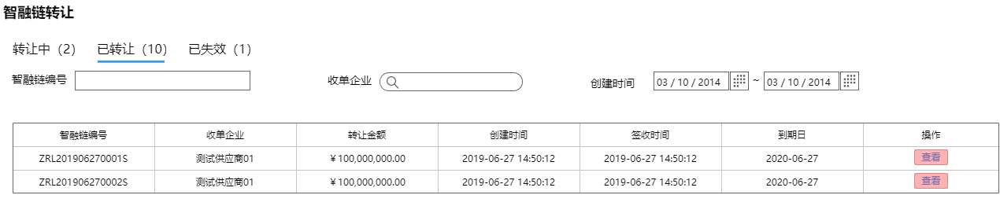 智融链转让
转让中（2） 已转让（10） 已失效（1）
智融链编号 收单企业 创建时间 03 / 10 / 2014 ~ 03 / 10 / 2014
智融链编号 收单企业 转让金额 创建时间 签收时间 到期日 操作
ZRL201906270001S 测试供应商01 ￥100,000,000.00 2019-06-27 14:50:12 2019-06-27 14:50:12 2020-06-27 查看
ZRL201906270002S 测试供应商01 ￥100,000,000.00 2019-06-27 14:50:12 2019-06-27 14:50:12 2020-06-27 查看